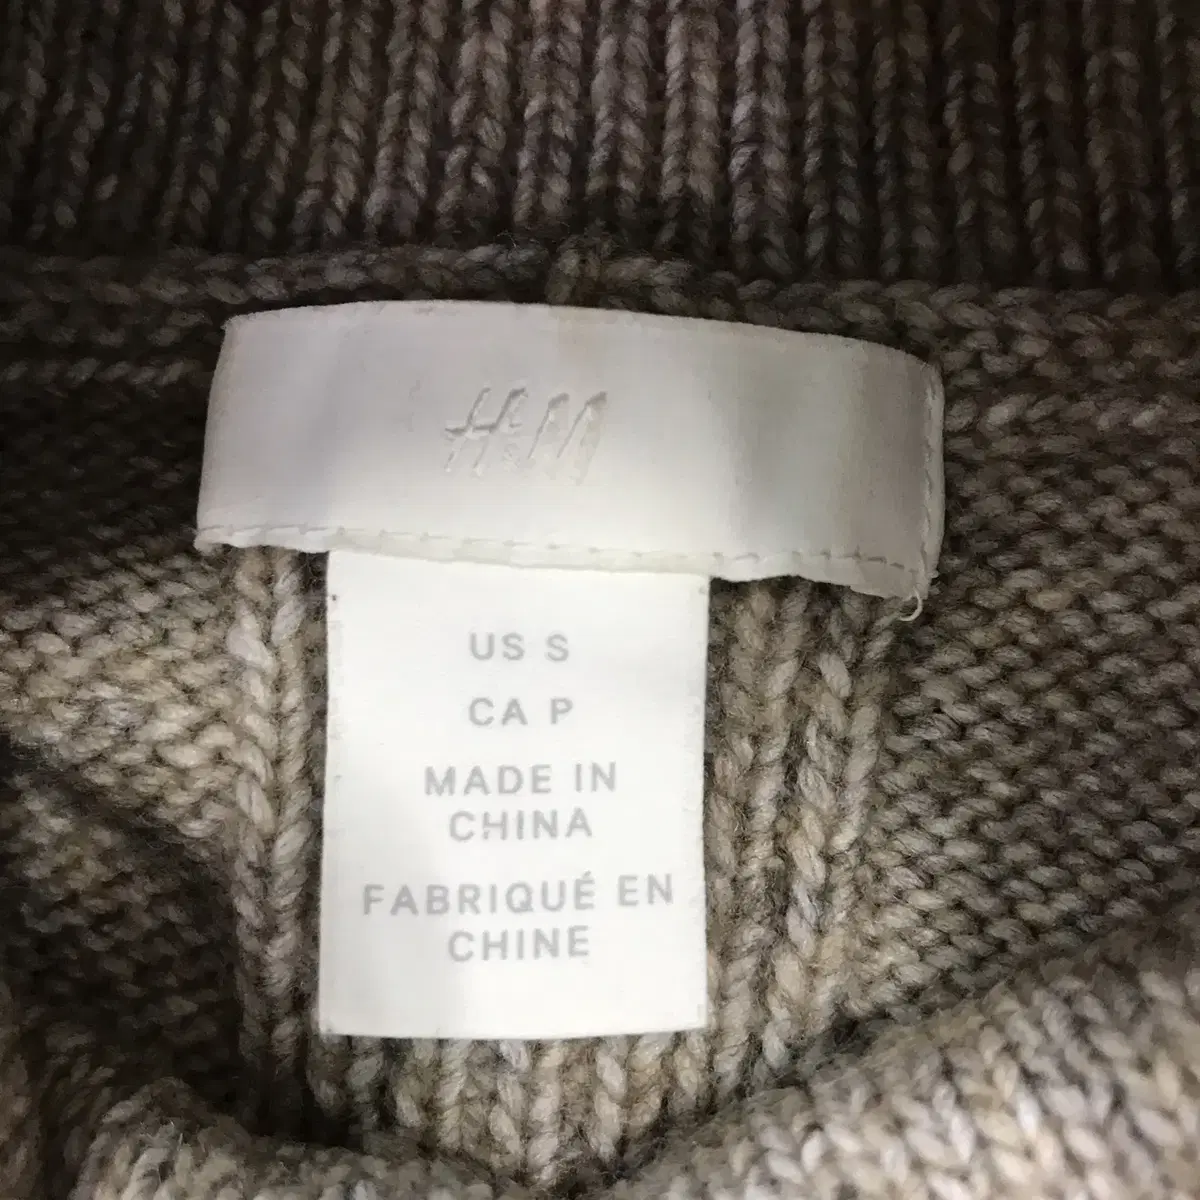 H&M
US S
CA P
MADE IN
CHINA
FABRIQUÉ EN
CHINE